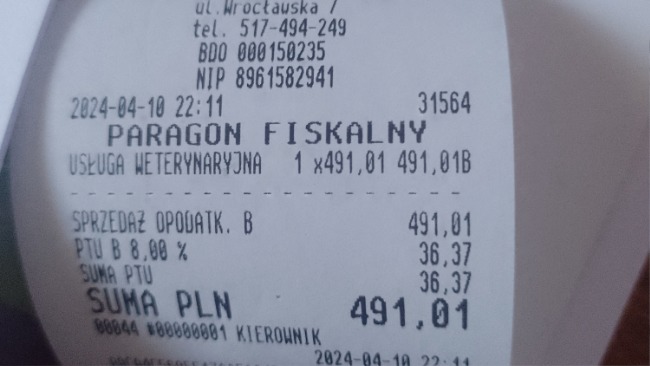 ul.Wrocławska 7
tel. 517-494-249
BDO 000150235
NIP 8961582941
2024-04-10 22:11 31564
PARAGON FISKALNY
USŁUGA WETERYNARYJNA 1 x491,01 491,01B
SPRZEDAŻ OPODATK. B 491,01
PTU B 8,00 % 36,37
SUMA PTU 36,37
SUMA PLN 491,01
00044 #00000001 KIEROWNIK
2024-04-10 22:11